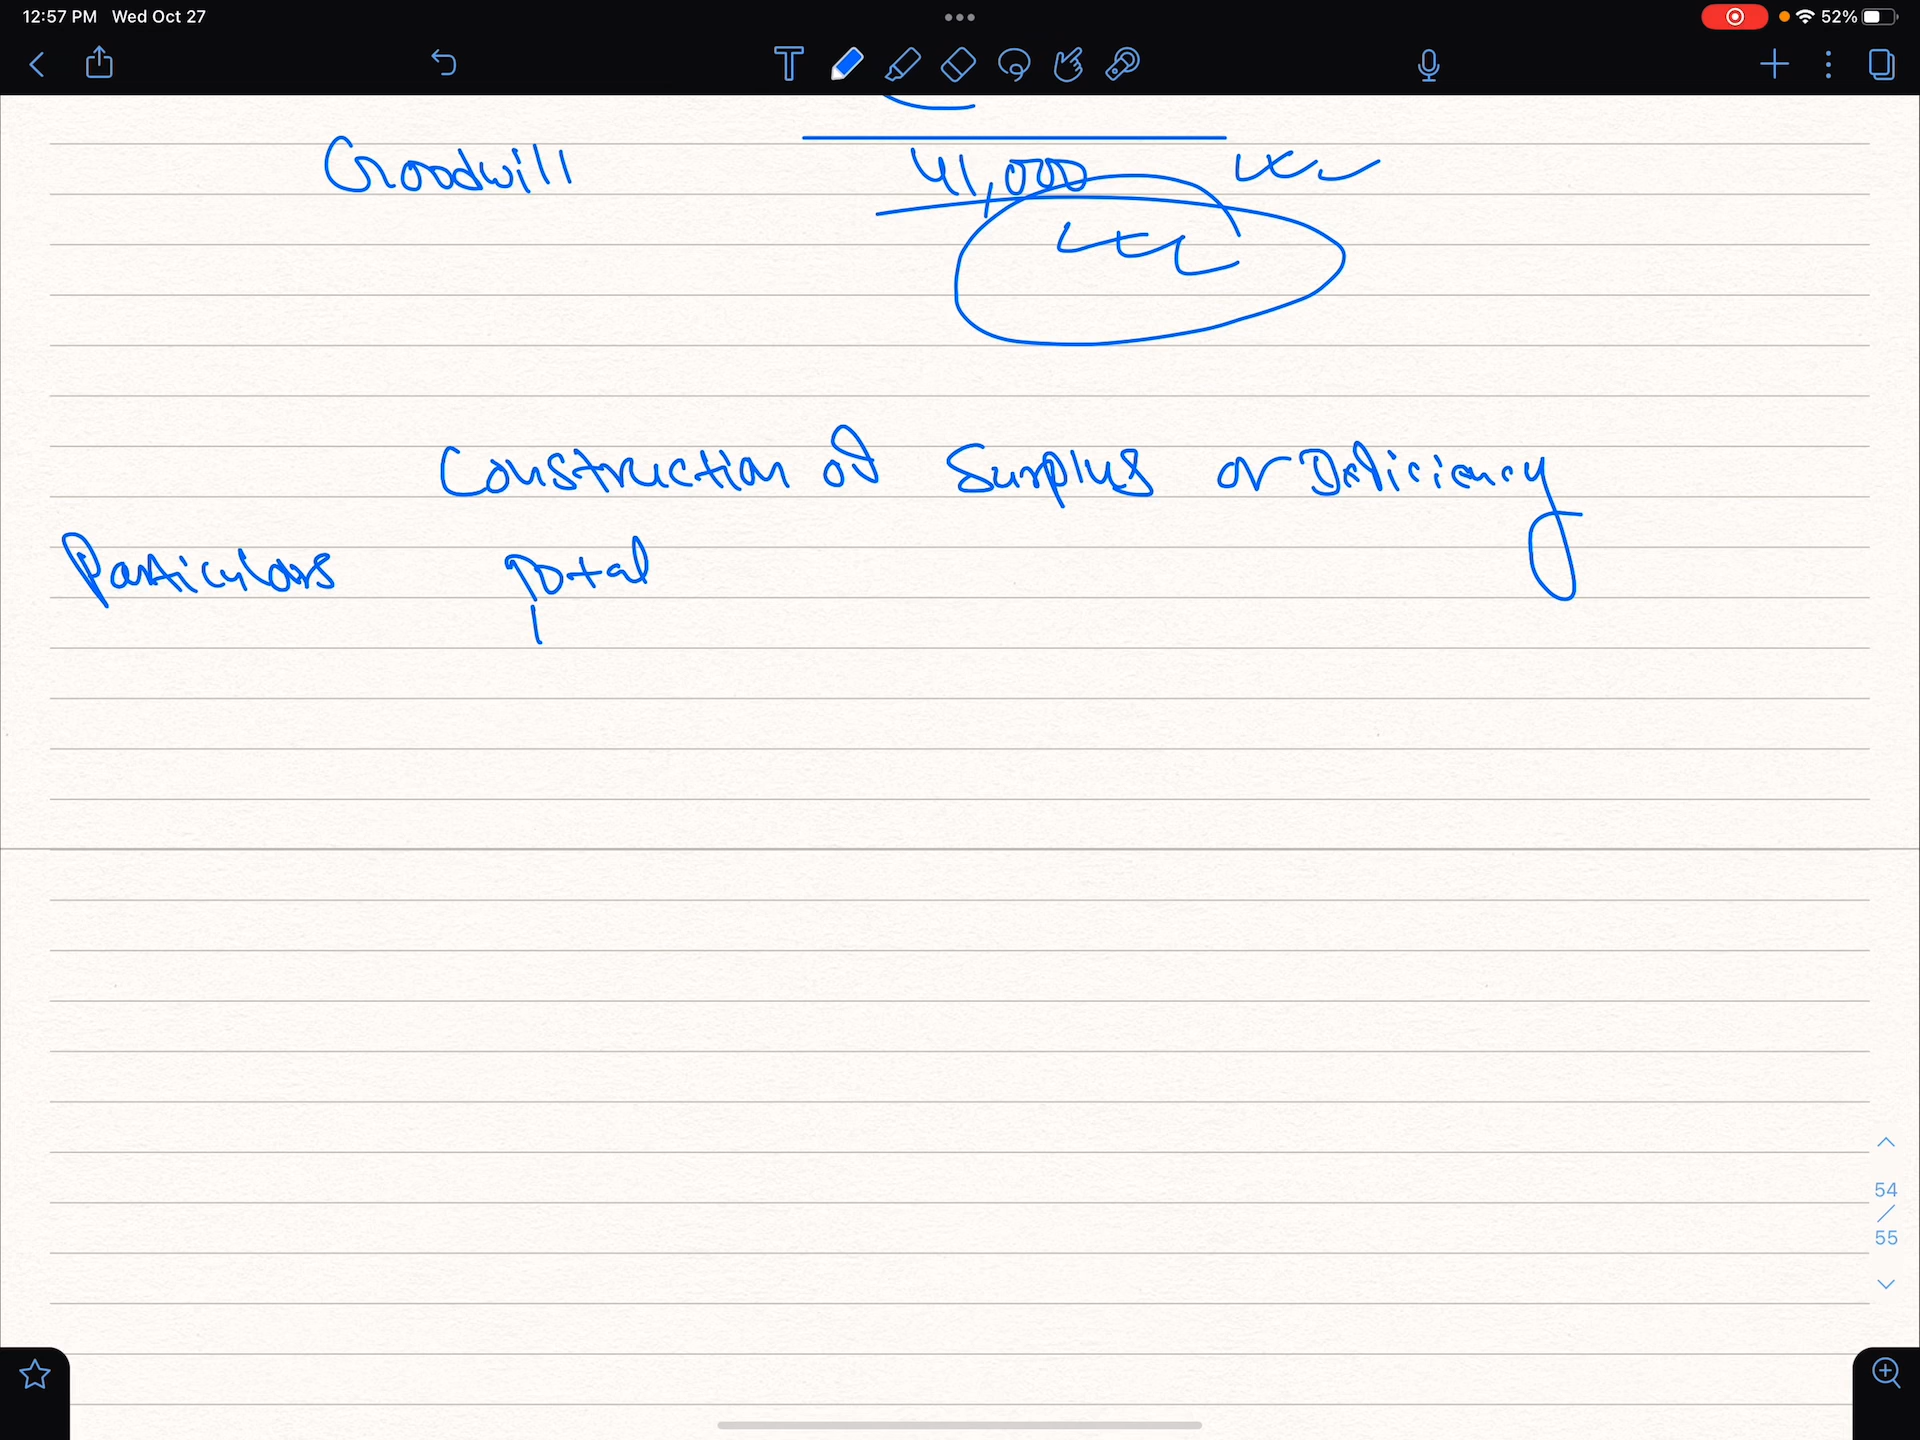 12:57 PM Wed Oct 27
52%
T
Goodwill 41,000
Construction of Surplus or Deficiency
Particulars Total
54
/
55